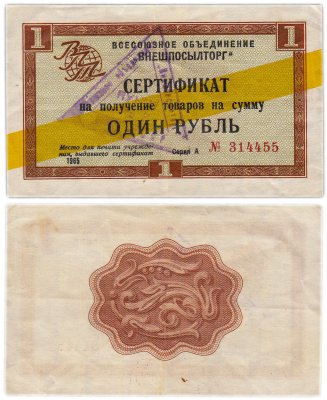 1
1
ВСЕСОЮЗНОЕ ОБЪЕДИНЕНИЕ
"ВНЕШПОСЫЛТОРГ"
СЕРТИФИКАТ
на получение товаров на сумму
ОДИН РУБЛЬ
Место для печати учрежде-
ния, выдавшего сертификат
1965
Серия А
№ 314455
1